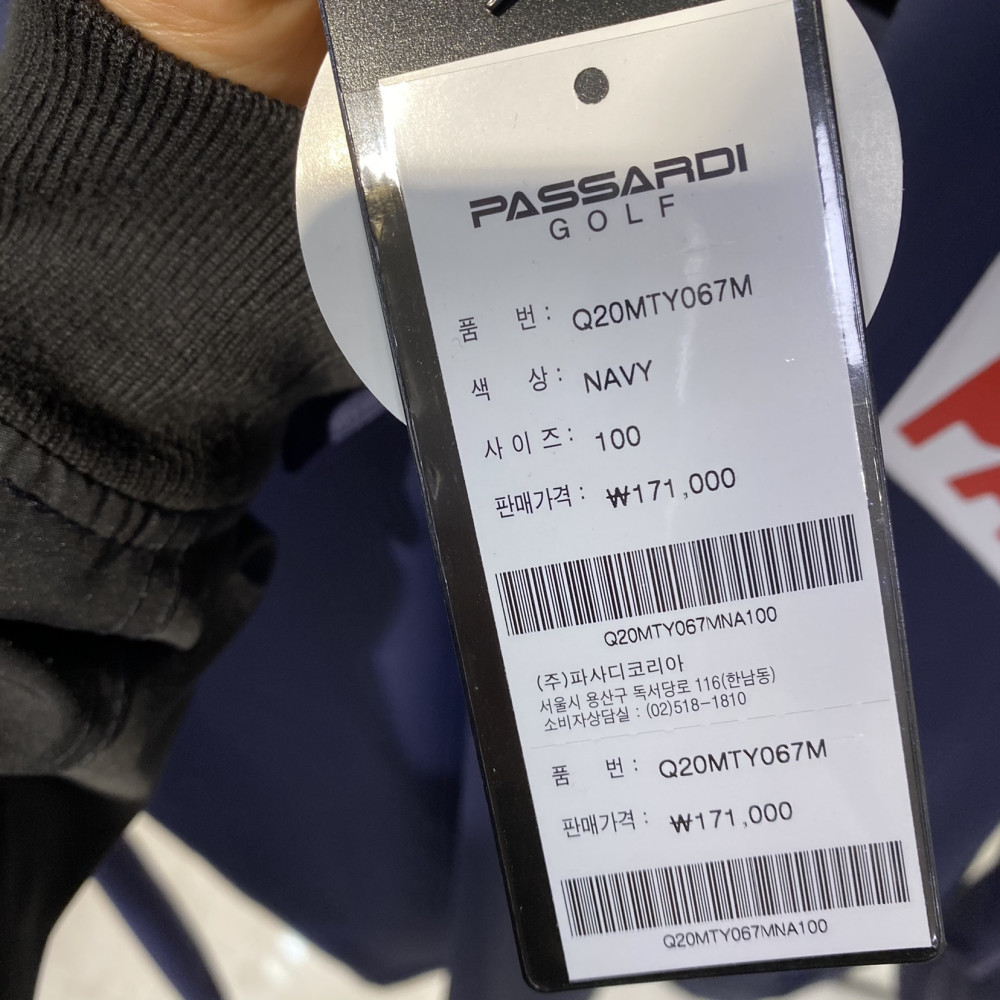 PASSARDI
GOLF
품 번 : Q20MTY067M
색 상 : NAVY
사 이 즈 : 100
판매가격 : ₩171,000
Q20MTY067MNA100
(주)파사디코리아
서울시 용산구 독서당로 116(한남동)
소비자상담실 : (02)518-1810
품 번 : Q20MTY067M
판매가격 : ₩171,000
Q20MTY067MNA100